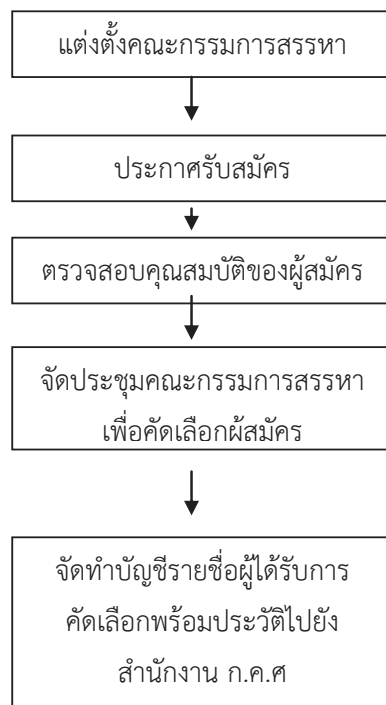 แต่งตั้งคณะกรรมการสรรหา
ประกาศรับสมัคร
ตรวจสอบคุณสมบัติของผู้สมัคร
จัดประชุมคณะกรรมการสรรหา
เพื่อคัดเลือกผ้สมัคร
จัดทำบัญชีรายชื่อผู้ได้รับการ
คัดเลือกพร้อมประวัติไปยัง
สำนักงาน ก.ค.ศ